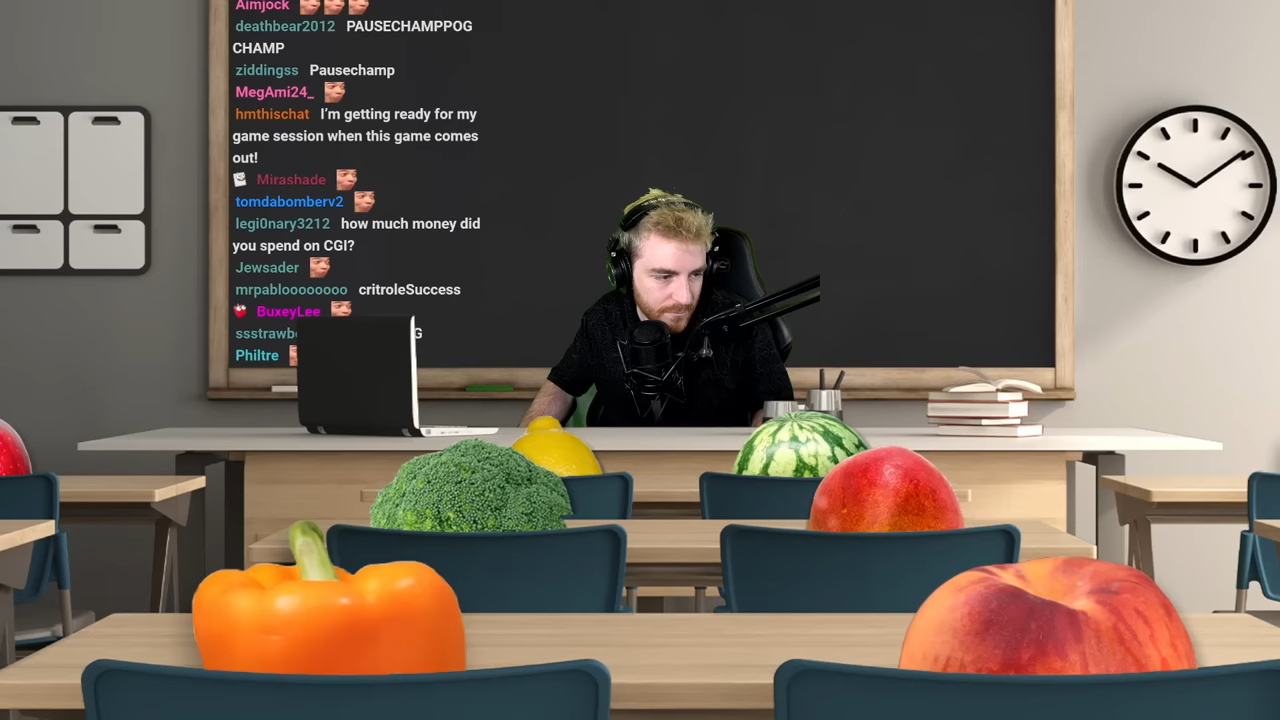 Aimjock
deathbear2012 PAUSECHAMPPOG
CHAMP
ziddingss Pausechamp
MegAmi24_
hmthischat I'm getting ready for my
game session when this game comes
out!
Mirashade
tomdabomberv2
legi0nary3212 how much money did
you spend on CGI?
Jewsader
mrpabloooooooo critroleSuccess
BuxeyLee
G
Philtre